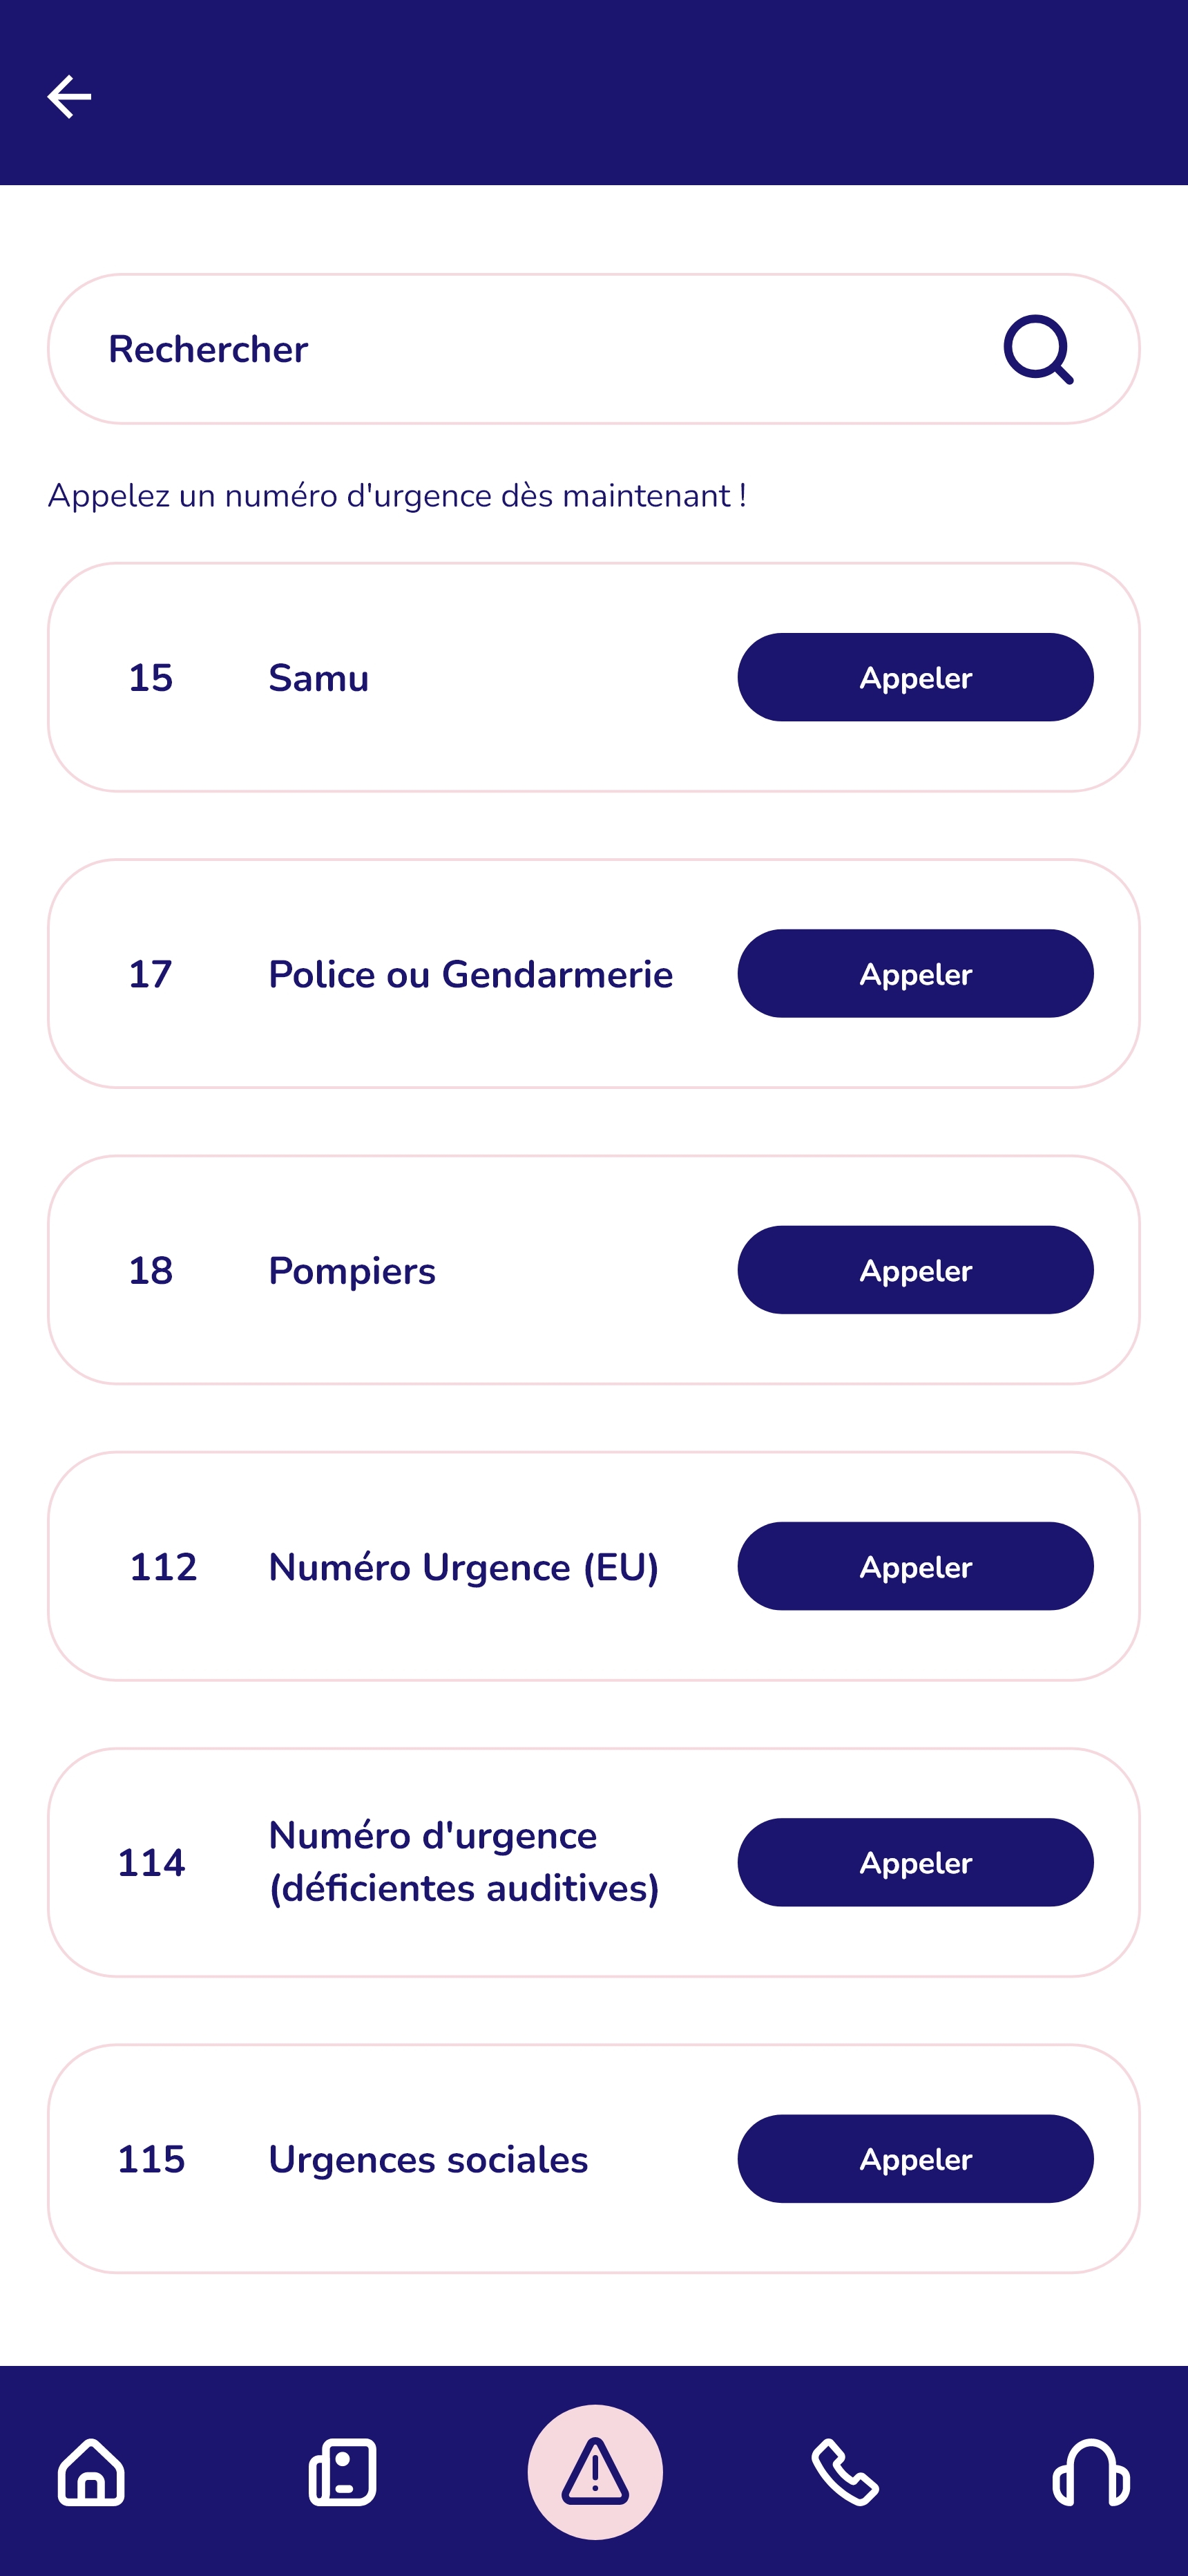 Rechercher
Appelez un numéro d'urgence dès maintenant !
15 Samu Appeler
17 Police ou Gendarmerie Appeler
18 Pompiers Appeler
112 Numéro Urgence (EU) Appeler
114 Numéro d'urgence
(déficientes auditives) Appeler
115 Urgences sociales Appeler